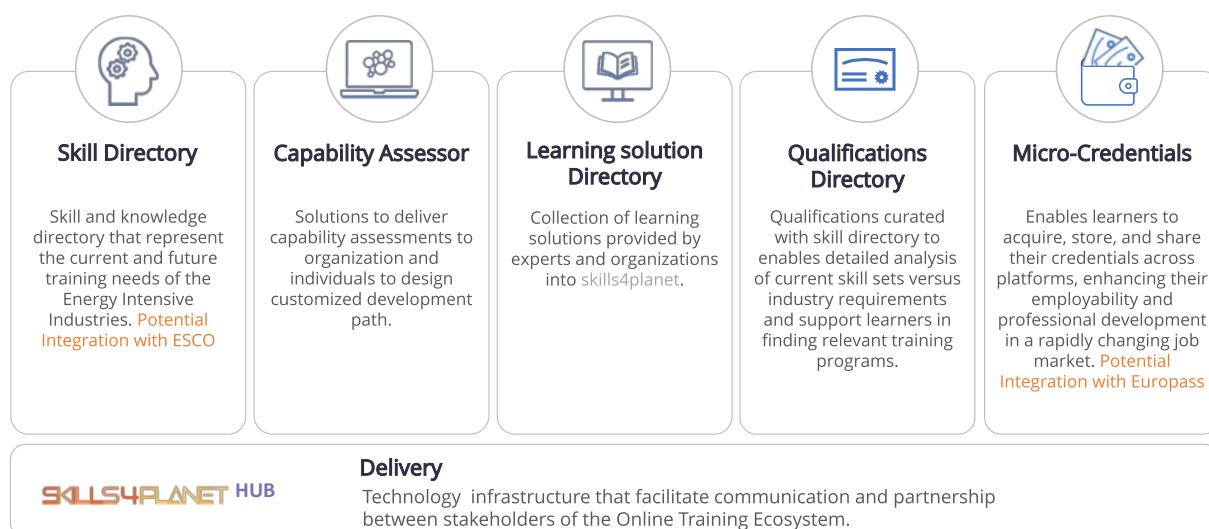 Skill Directory
Skill and knowledge
directory that represent
the current and future
training needs of the
Energy Intensive
Industries. Potential
Integration with ESCO
Capability Assessor
Solutions to deliver
capability assessments to
organization and
individuals to design
customized development
path.
Learning solution
Directory
Collection of learning
solutions provided by
experts and organizations
into skills4planet.
Qualifications
Directory
Qualifications curated
with skill directory to
enables detailed analysis
of current skill sets versus
industry requirements
and support learners in
finding relevant training
programs.
Micro-Credentials
Enables learners to
acquire, store, and share
their credentials across
platforms, enhancing their
employability and
professional development
in a rapidly changing job
market. Potential
Integration with Europass
SKILLS4PLANET HUB
Delivery
Technology infrastructure that facilitate communication and partnership
between stakeholders of the Online Training Ecosystem.